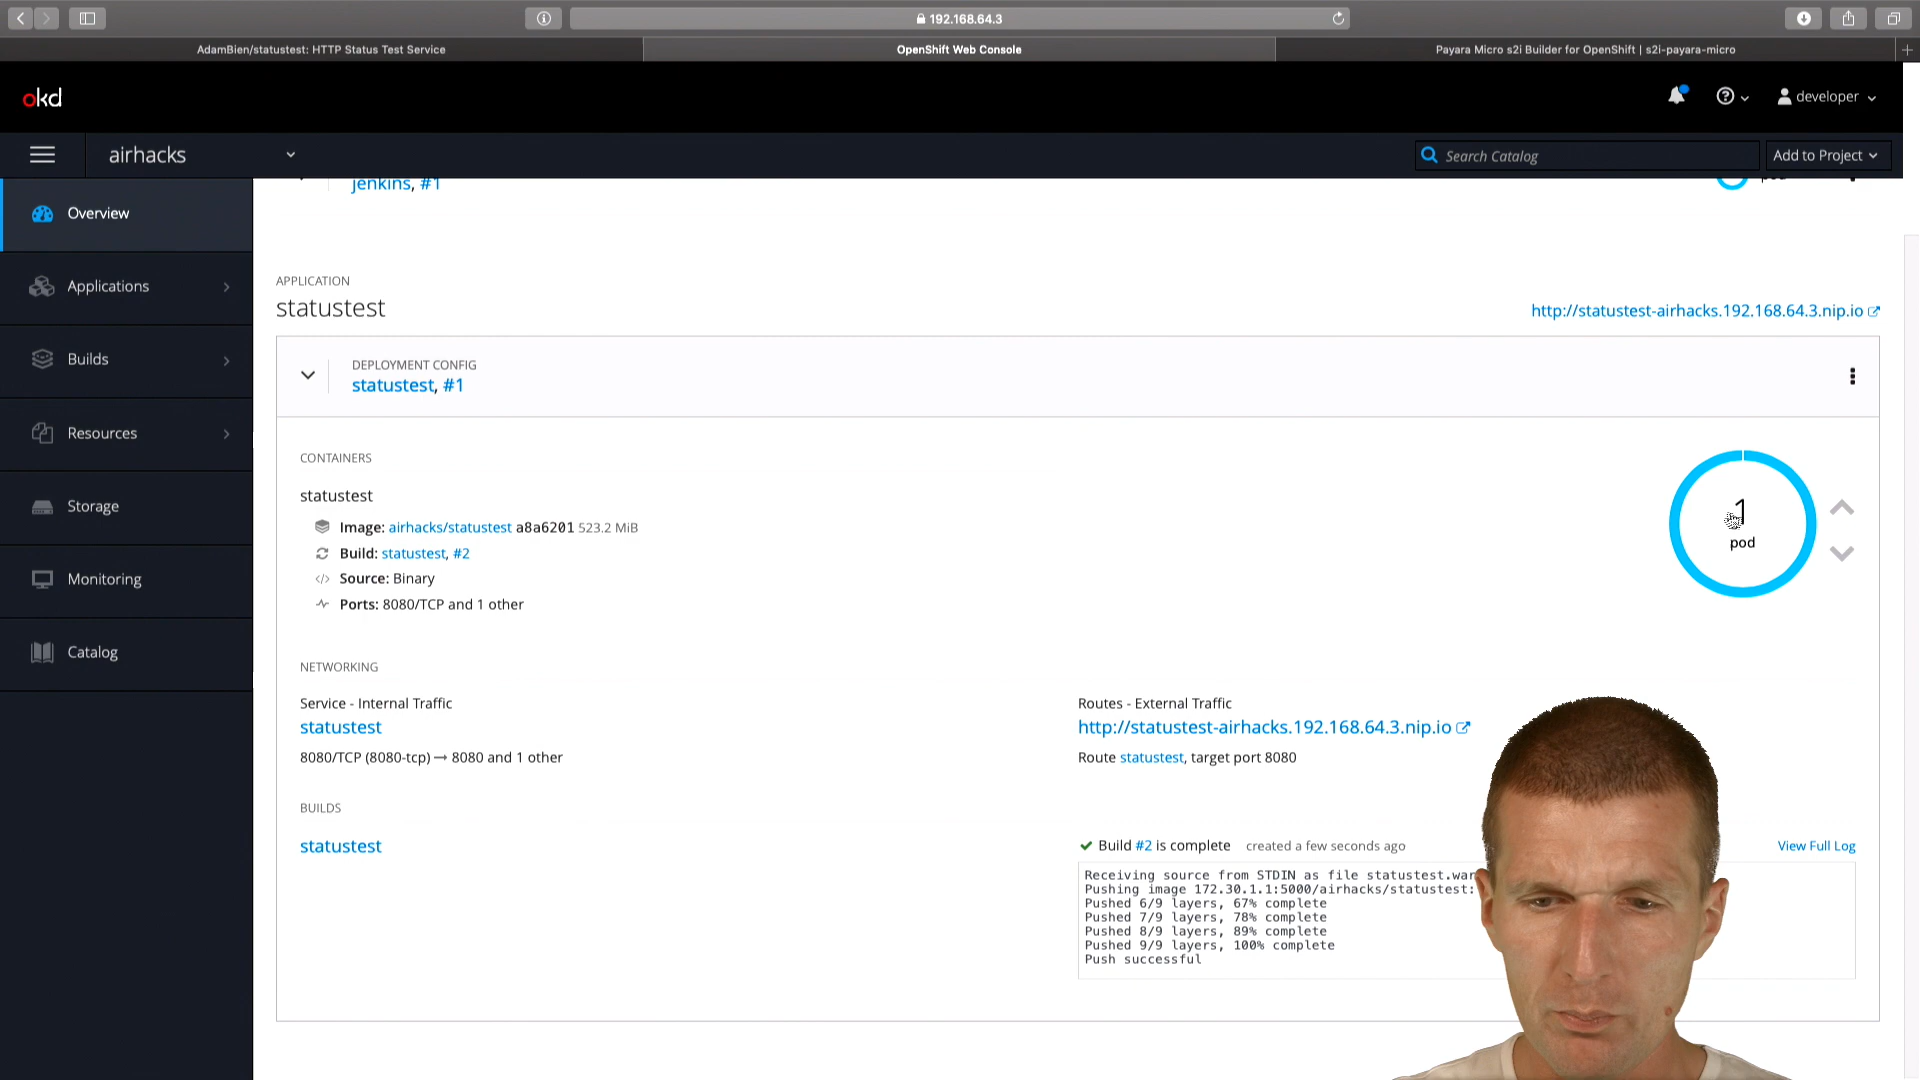 192.168.64.3
AdamBien/statustest: HTTP Status Test Service
OpenShift Web Console
Payara Micro s2i Builder for OpenShift | s2i-payara-micro
okd
developer
airhacks
Search Catalog
Add to Project
jenkins, #1
Overview
Applications
Builds
Resources
Storage
Monitoring
Catalog
APPLICATION
statustest
http://statustest-airhacks.192.168.64.3.nip.io
DEPLOYMENT CONFIG
statustest, #1
CONTAINERS
statustest
Image: airhacks/statustest a8a6201 523.2 MiB
Build: statustest, #2
Source: Binary
Ports: 8080/TCP and 1 other
1
pod
NETWORKING
Service - Internal Traffic
statustest
8080/TCP (8080-tcp) → 8080 and 1 other
Routes - External Traffic
http://statustest-airhacks.192.168.64.3.nip.io
Route statustest, target port 8080
BUILDS
statustest
Build #2 is complete created a few seconds ago
View Full Log
Receiving source from STDIN as file statustest.war
Pushing image 172.30.1.1:5000/airhacks/statustest:
Pushed 6/9 layers, 67% complete
Pushed 7/9 layers, 78% complete
Pushed 8/9 layers, 89% complete
Pushed 9/9 layers, 100% complete
Push successful